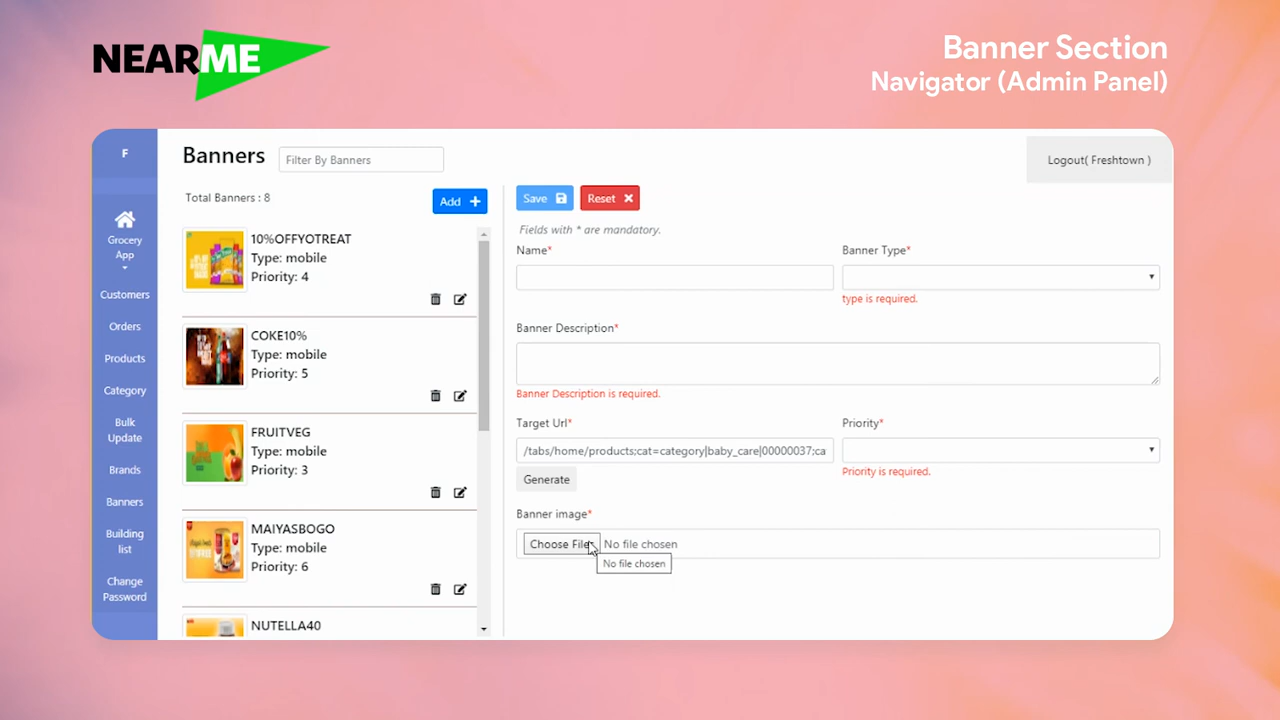 NEARME
Banner Section
Navigator (Admin Panel)
F
Grocery
App
Customers
Orders
Products
Category
Bulk
Update
Brands
Banners
Building
list
Change
Password
Banners
Filter By Banners
Logout( Freshtown )
Total Banners : 8
Add +
10%OFFYOTREAT
Type: mobile
Priority: 4
COKE10%
Type: mobile
Priority: 5
FRUITVEG
Type: mobile
Priority: 3
MAIYASBOGO
Type: mobile
Priority: 6
NUTELLA40
Save
Reset
Fields with * are mandatory.
Name*
Banner Type*
type is required.
Banner Description*
Banner Description is required.
Target Url*
Priority*
/tabs/home/products;cat=category|baby_care|00000037;ca
Priority is required.
Generate
Banner image*
Choose File No file chosen
No file chosen